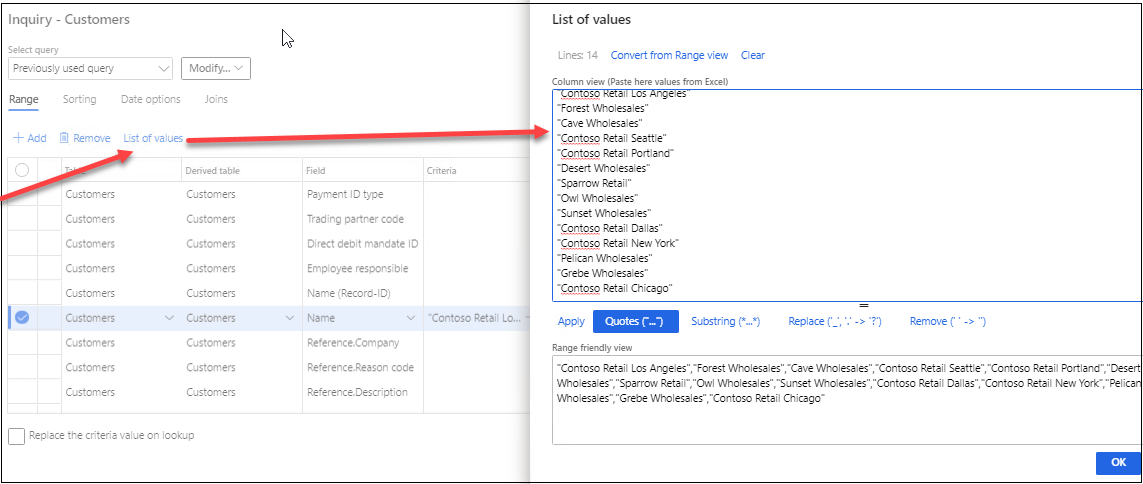 Inquiry - Customers
Select query
Previously used query
Modify...
Range Sorting Date options Joins
+ Add Remove List of values
Derived table Field Criteria
Customers Customers Payment ID type
Customers Customers Trading partner code
Customers Customers Direct debit mandate ID
Customers Customers Employee responsible
Customers Customers Name (Record-ID)
Customers Customers Name "Contoso Retail Lo...
Customers Customers Reference.Company
Customers Customers Reference.Reason code
Customers Customers Reference.Description
Replace the criteria value on lookup
List of values
Lines: 14 Convert from Range view Clear
Column view (Paste here values from Excel)
"Contoso Retail Los Angeles"
"Forest Wholesales"
"Cave Wholesales"
"Contoso Retail Seattle"
"Contoso Retail Portland"
"Desert Wholesales"
"Sparrow Retail"
"Owl Wholesales"
"Sunset Wholesales"
"Contoso Retail Dallas"
"Contoso Retail New York"
"Pelican Wholesales"
"Grebe Wholesales"
"Contoso Retail Chicago"
Apply Quotes ("...") Substring (*...*) Replace ('_', '.' -> '?') Remove (' ' -> '')
Range friendly view
"Contoso Retail Los Angeles","Forest Wholesales","Cave Wholesales","Contoso Retail Seattle","Contoso Retail Portland","Desert
Wholesales","Sparrow Retail","Owl Wholesales","Sunset Wholesales","Contoso Retail Dallas","Contoso Retail New York","Pelican
Wholesales","Grebe Wholesales","Contoso Retail Chicago"
OK